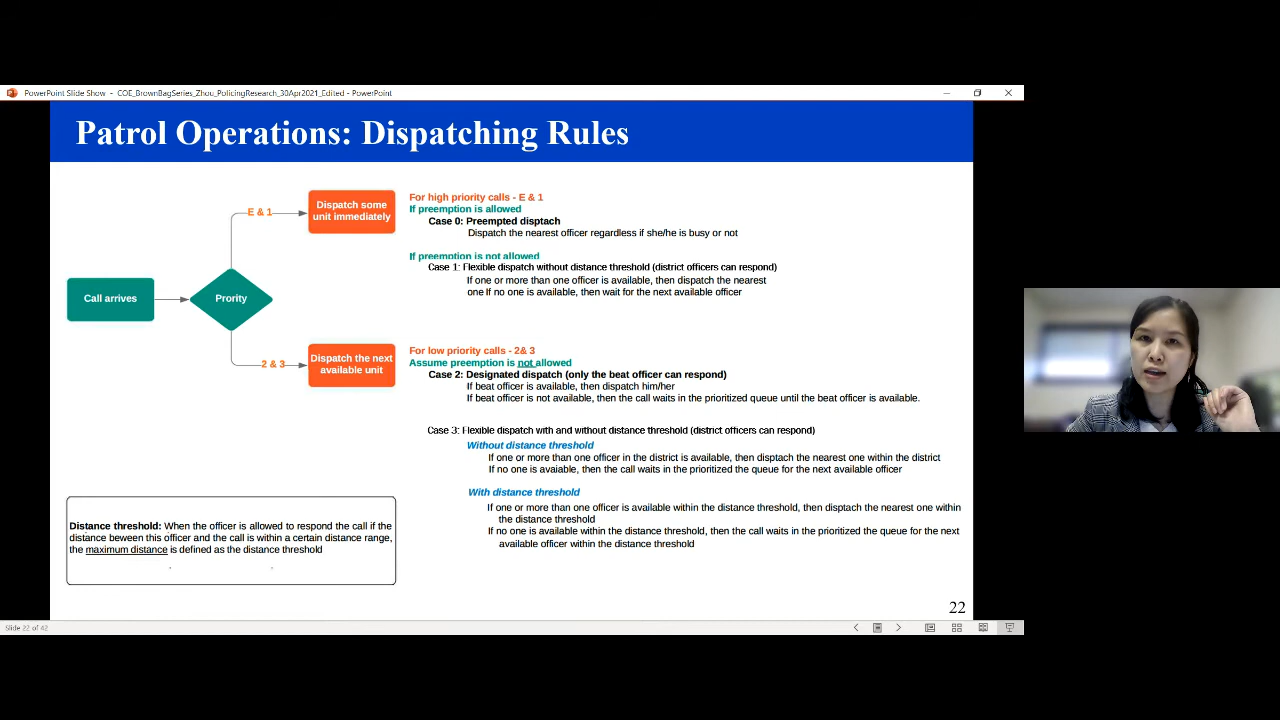 PowerPoint Slide Show - COE_BrownBagSeries_Zhou_PolicingResearch_30Apr2021_Edited - PowerPoint
Patrol Operations: Dispatching Rules
Call arrives
Prority
E & 1
2 & 3
Dispatch some
unit immediately
Dispatch the next
available unit
For high priority calls - E & 1
If preemption is allowed
Case 0: Preempted disptach
Dispatch the nearest officer regardless if she/he is busy or not
If preemption is not allowed
Case 1: Flexible dispatch without distance threshold (district officers can respond)
If one or more than one officer is available, then dispatch the nearest
one If no one is available, then wait for the next available officer
For low priority calls - 2& 3
Assume preemption is not allowed
Case 2: Designated dispatch (only the beat officer can respond)
If beat officer is available, then dispatch him/her
If beat officer is not available, then the call waits in the prioritized queue until the beat officer is available.
Case 3: Flexible dispatch with and without distance threshold (district officers can respond)
Without distance threshold
If one or more than one officer in the district is available, then disptach the nearest one within the district
If no one is avaiable, then the call waits in the prioritized the queue for the next available officer
With distance threshold
If one or more than one officer is available within the distance threshold, then disptach the nearest one within
the distance threshold
If no one is available within the distance threshold, then the call waits in the prioritized the queue for the next
available officer within the distance threshold
Distance threshold: When the officer is allowed to respond the call if the
distance beween this officer and the call is within a certain distance range,
the maximum distance is defined as the distance threshold
22
Slide 22 of 42